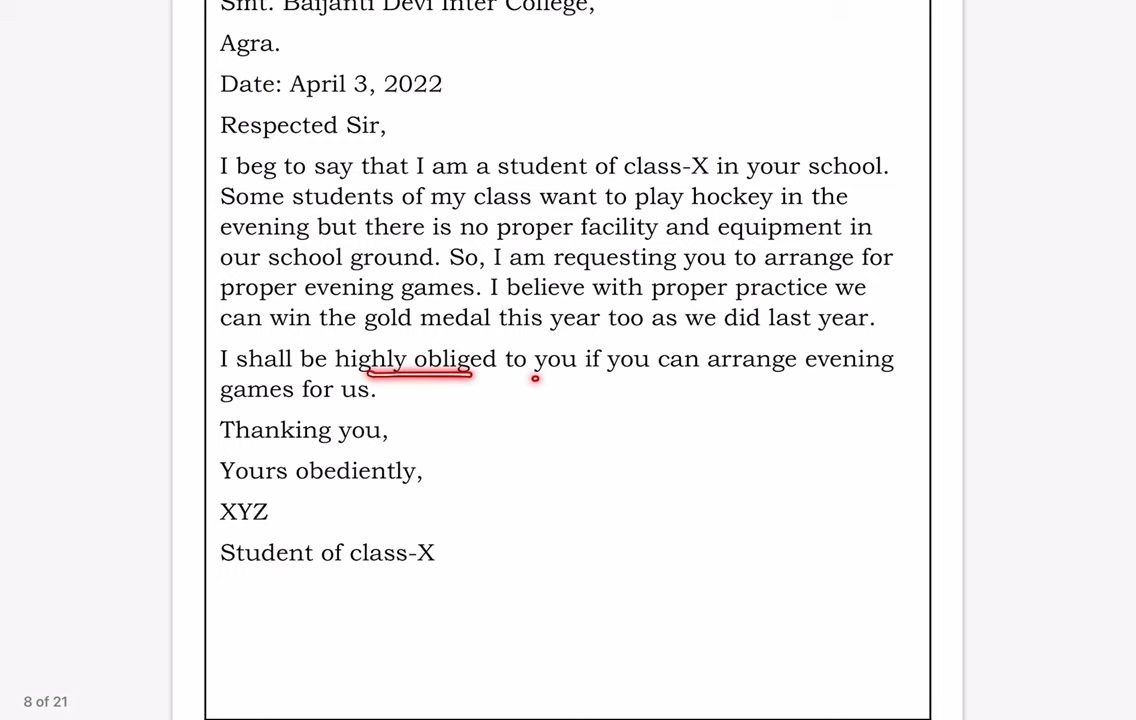 Smt. Baijanti Devi Inter College,
Agra.
Date: April 3, 2022
Respected Sir,
I beg to say that I am a student of class-X in your school.
Some students of my class want to play hockey in the
evening but there is no proper facility and equipment in
our school ground. So, I am requesting you to arrange for
proper evening games. I believe with proper practice we
can win the gold medal this year too as we did last year.
I shall be highly obliged to you if you can arrange evening
games for us.
Thanking you,
Yours obediently,
XYZ
Student of class-X
8 of 21